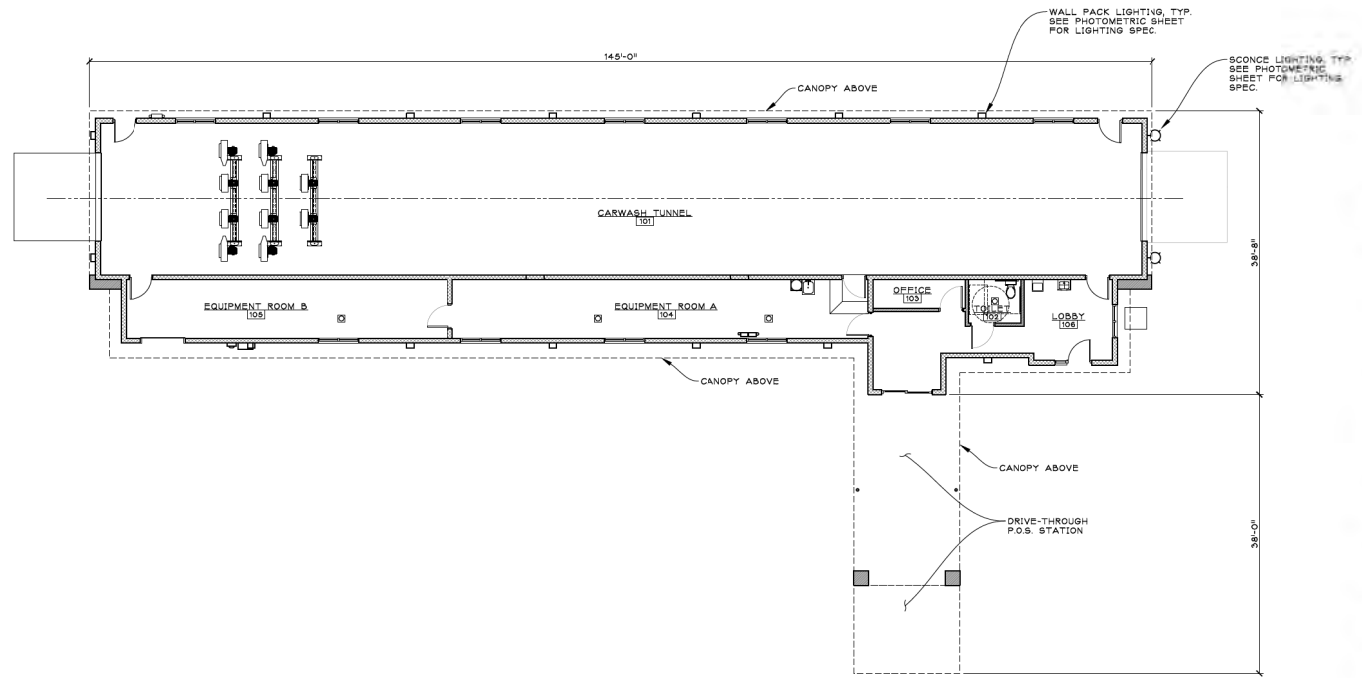 WALL PACK LIGHTING, TYP.
SEE PHOTOMETRIC SHEET
FOR LIGHTING SPEC.
145'-0"
SCONCE LIGHTING, TYP.
SEE PHOTOMETRIC
SHEET FOR LIGHTING
SPEC.
CANOPY ABOVE
CARWASH TUNNEL
101
38'-8"
EQUIPMENT ROOM B
105
EQUIPMENT ROOM A
104
OFFICE
103
TOILET
102
LOBBY
106
CANOPY ABOVE
CANOPY ABOVE
DRIVE-THROUGH
P.O.S. STATION
38'-0"